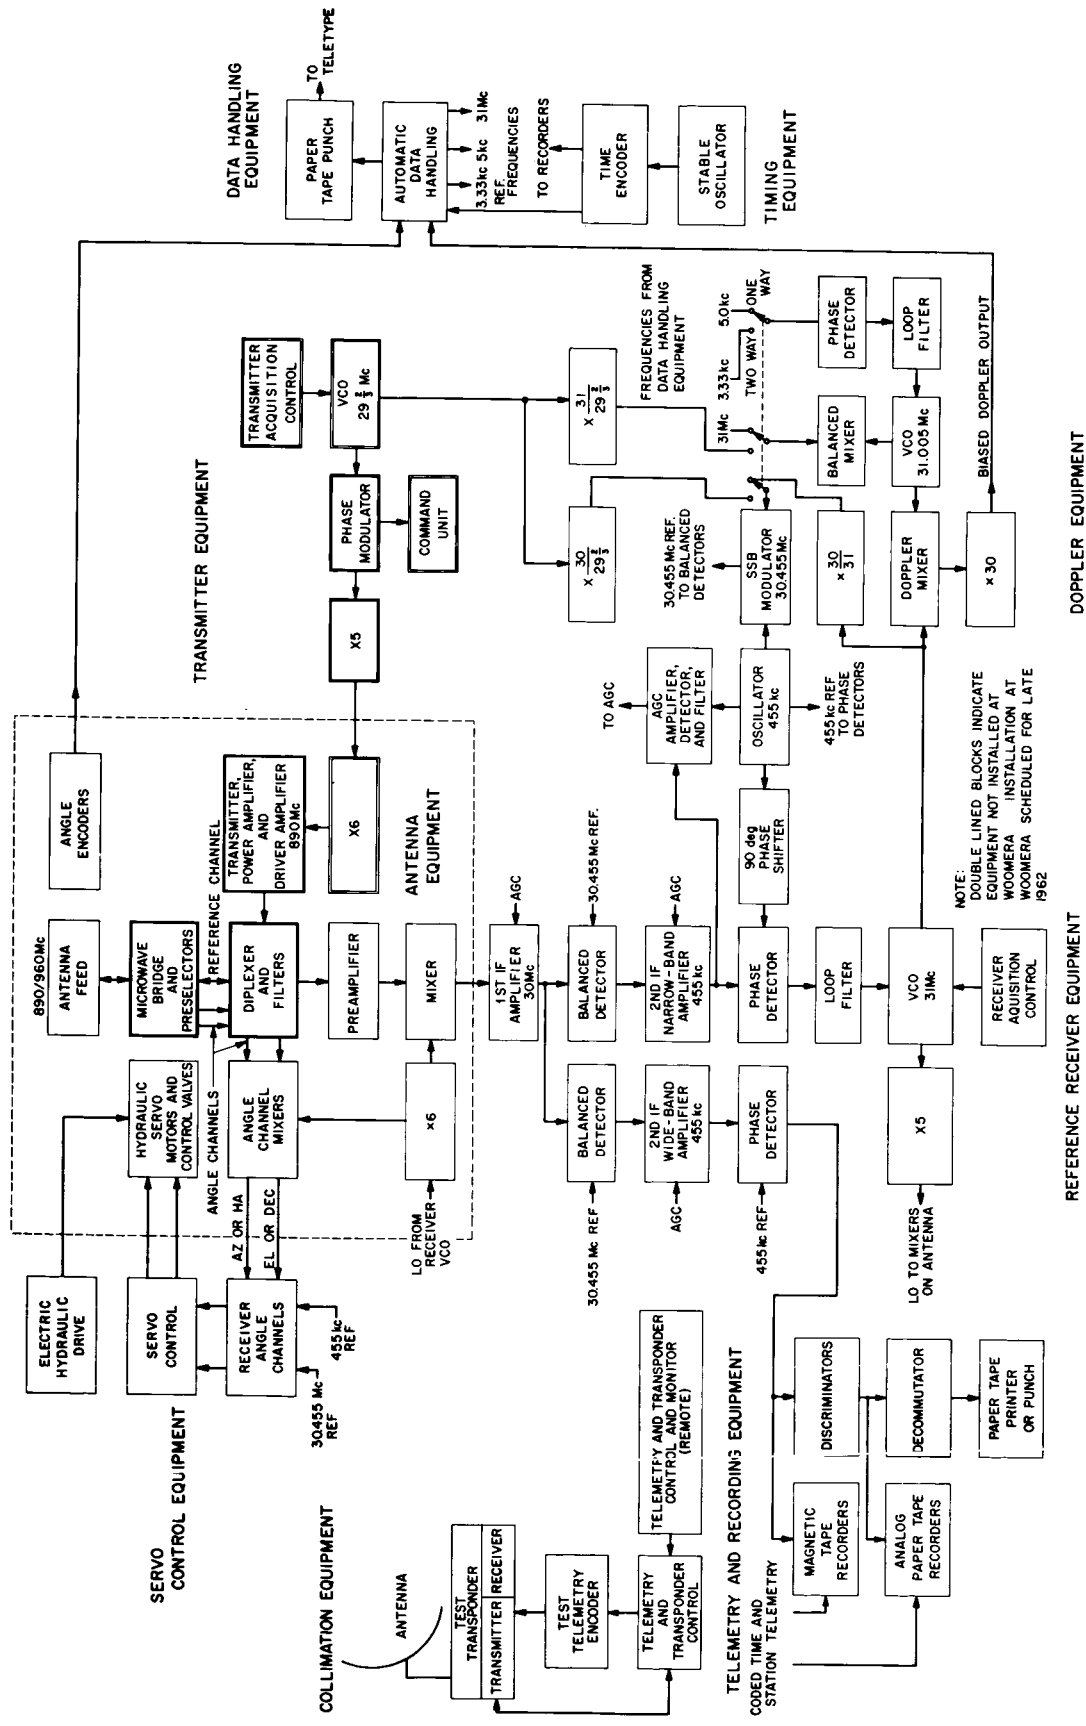 SERVO
CONTROL EQUIPMENT
ELECTRIC
HYDRAULIC
DRIVE
SERVO
CONTROL
RECEIVER
ANGLE
CHANNELS
30.455 Mc
REF
455kc
REF
HYDRAULIC
SERVO
MOTORS AND
CONTROL VALVES
ANGLE CHANNELS
ANGLE
CHANNEL
MIXERS
AZ OR HA
EL OR DEC
LO FROM
RECEIVER
VCO
x6
890/960Mc
ANTENNA
FEED
MICROWAVE
BRIDGE
AND
PRESELECTORS
REFERENCE CHANNEL
DIPLEXER
AND
FILTERS
PREAMPLIFIER
MIXER
ANGLE
ENCODERS
TRANSMITTER,
POWER AMPLIFIER,
AND
DRIVER AMPLIFIER
890Mc
X6
ANTENNA
EQUIPMENT
TRANSMITTER EQUIPMENT
X5
PHASE
MODULATOR
COMMAND
UNIT
TRANSMITTER
ACQUISITION
CONTROL
VCO
29 2/3 Mc
DATA HANDLING
EQUIPMENT
PAPER
TAPE PUNCH
TO
TELETYPE
AUTOMATIC
DATA
HANDLING
3.33kc 5kc 31Mc
REF. FREQUENCIES
TO RECORDERS
TIME
ENCODER
STABLE
OSCILLATOR
TIMING
EQUIPMENT
COLLIMATION EQUIPMENT
ANTENNA
TEST
TRANSPONDER
TRANSMITTER RECEIVER
TEST
TELEMETRY
ENCODER
TELEMETRY
AND
TRANSPONDER
CONTROL
TELEMETRY AND TRANSPONDER
CONTROL AND MONITOR
(REMOTE)
TELEMETRY AND RECORDING EQUIPMENT
CODED TIME AND
STATION TELEMETRY
MAGNETIC
TAPE
RECORDERS
DISCRIMINATORS
ANALOG
PAPER TAPE
RECORDERS
DECOMMUTATOR
PAPER TAPE
PRINTER
OR PUNCH
1ST IF
AMPLIFIER
30Mc
AGC
BALANCED
DETECTOR
30.455 Mc REF
BALANCED
DETECTOR
30.455 Mc REF.
2ND IF
WIDE-BAND
AMPLIFIER
455kc
AGC
2ND IF
NARROW-BAND
AMPLIFIER
455kc
AGC
PHASE
DETECTOR
455kc REF
PHASE
DETECTOR
LOOP
FILTER
90 deg
PHASE
SHIFTER
TO AGC
AGC
AMPLIFIER,
DETECTOR,
AND FILTER
OSCILLATOR
455kc
455kc REF
TO PHASE
DETECTORS
VCO
31Mc
X5
LO TO MIXERS
ON ANTENNA
RECEIVER
AQUISITION
CONTROL
REFERENCE RECEIVER EQUIPMENT
x 30/29 2/3
x 31/29 2/3
30.455 Mc REF.
TO BALANCED
DETECTORS
SSB
MODULATOR
30.455 Mc
x 30/31
DOPPLER
MIXER
x 30
BIASED DOPPLER OUTPUT
FREQUENCIES FROM
DATA HANDLING
EQUIPMENT
31Mc
3.33kc
5.0kc
TWO WAY
ONE
WAY
BALANCED
MIXER
VCO
31.005 Mc
PHASE
DETECTOR
LOOP
FILTER
DOPPLER EQUIPMENT
NOTE:
DOUBLE LINED BLOCKS INDICATE
EQUIPMENT NOT INSTALLED AT
WOOMERA INSTALLATION AT
WOOMERA SCHEDULED FOR LATE
1962